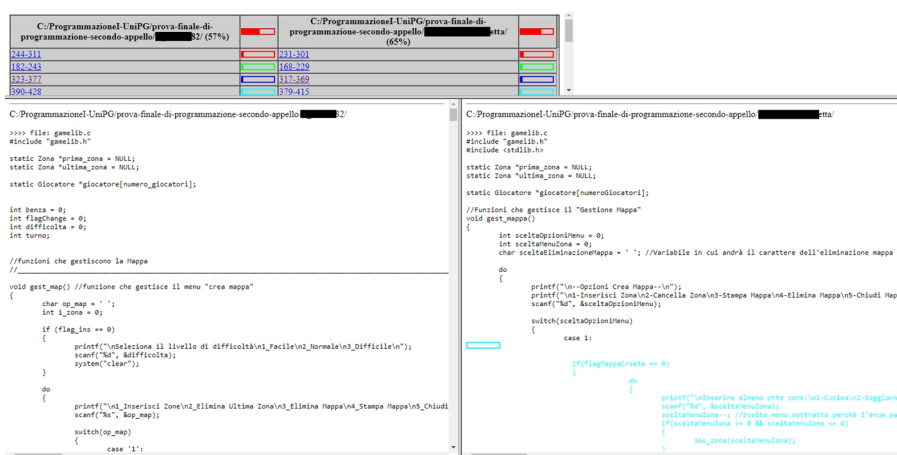 C:/ProgrammazioneI-UniPG/prova-finale-di-
programmazione-secondo-appello/ 82/ (57%)
C:/ProgrammazioneI-UniPG/prova-finale-di-
programmazione-secondo-appello/ etta/
(65%)
244-311 231-301
182-243 168-229
323-377 317-369
390-428 379-415
C:/ProgrammazioneI-UniPG/prova-finale-di-programmazione-secondo-appello/ 82/
>>>> file: gamelib.c
#include "gamelib.h"
static Zona *prima_zona = NULL;
static Zona *ultima_zona = NULL;
static Giocatore *giocatore[numero_giocatori];
int benza = 0;
int flagChange = 0;
int difficolta = 0;
int turno;
//funzioni che gestiscono la Mappa
//
void gest_map() //funzione che gestisce il menu "crea mappa"
{
char op_map = ' ';
int i_zona = 0;
if (flag_ins == 0)
{
printf("\nSeleziona il livello di difficoltà\n1_Facile\n2_Normale\n3_Difficile\n");
scanf("%d", &difficolta);
system("clear");
}
do
{
printf("\n1_Inserisci Zone\n2_Elimina Ultima Zona\n3_Elimina Mappa\n4_Stampa Mappa\n5_Chiudi
scanf("%s", &op_map);
switch(op_map)
{
case '1':
C:/ProgrammazioneI-UniPG/prova-finale-di-programmazione-secondo-appello/ etta/
>>>> file: gamelib.c
#include "gamelib.h"
#include <stdlib.h>
static Zona *prima_zona = NULL;
static Zona *ultima_zona = NULL;
static Giocatore *giocatore[numeroGiocatori];
//Funzioni che gestisce il "Gestione Mappa"
void gest_mappa()
{
int sceltaOpzioniMenu = 0;
int sceltaMenuZona = 0;
char sceltaEliminazioneMappa = ' '; //Variabile in cui andrà il carattere dell'eliminazione mappa
do
{
printf("\n--Opzioni Crea Mappa--\n");
printf("\n1-Inserisci Zona\n2-Cancella Zona\n3-Stampa Mappa\n4-Elimina Mappa\n5-Chiudi Map
scanf("%d", &sceltaOpzioniMenu);
switch(sceltaOpzioniMenu)
{
case 1:
if(flagMappaCreata == 0)
{
do
{
printf("\nInserire almeno otto zone:\n1-Cucina\n2-Soggiorn
scanf("%d", &sceltaMenuZona);
sceltaMenuZona--; //Scelta menu sottratta perchè l'enum pa
if(sceltaMenuZona >= 0 && sceltaMenuZona <= 4)
{
ins_zona(sceltaMenuZona);
}